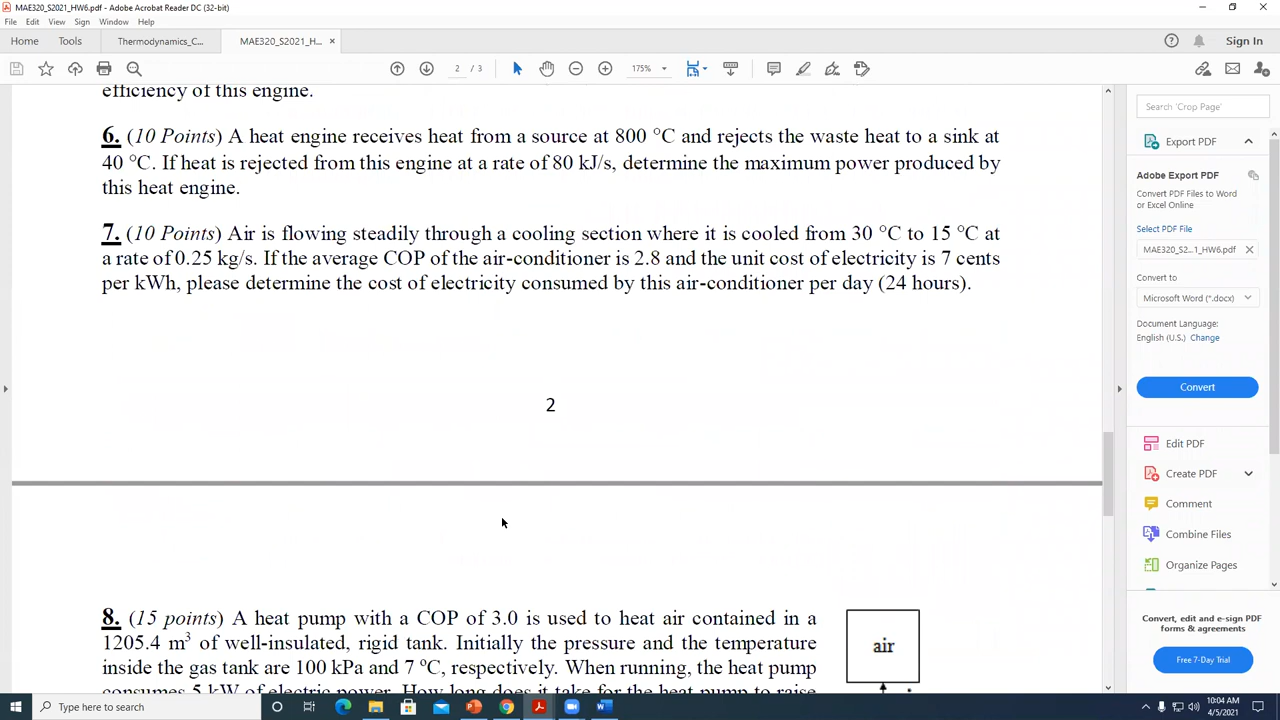 MAE320_S2021_HW6.pdf - Adobe Acrobat Reader DC (32-bit)
File Edit View Sign Window Help
Home Tools Thermodynamics_C... MAE320_S2021_H... × Sign In
2 / 3 175%
efficiency of this engine.
6. (10 Points) A heat engine receives heat from a source at 800 °C and rejects the waste heat to a sink at
40 °C. If heat is rejected from this engine at a rate of 80 kJ/s, determine the maximum power produced by
this heat engine.
7. (10 Points) Air is flowing steadily through a cooling section where it is cooled from 30 °C to 15 °C at
a rate of 0.25 kg/s. If the average COP of the air-conditioner is 2.8 and the unit cost of electricity is 7 cents
per kWh, please determine the cost of electricity consumed by this air-conditioner per day (24 hours).
2
8. (15 points) A heat pump with a COP of 3.0 is used to heat air contained in a
1205.4 m³ of well-insulated, rigid tank. Initially the pressure and the temperature
inside the gas tank are 100 kPa and 7 °C, respectively. When running, the heat pump
consumes 5 kW of electric power. How long does it take for the heat pump to raise
air
Search 'Crop Page'
Export PDF
Adobe Export PDF
Convert PDF Files to Word
or Excel Online
Select PDF File
MAE320_S2...1_HW6.pdf
Convert to
Microsoft Word (*.docx)
Document Language:
English (U.S.) Change
Convert
Edit PDF
Create PDF
Comment
Combine Files
Organize Pages
Convert, edit and e-sign PDF
forms & agreements
Free 7-Day Trial
Type here to search
10:04 AM
4/5/2021